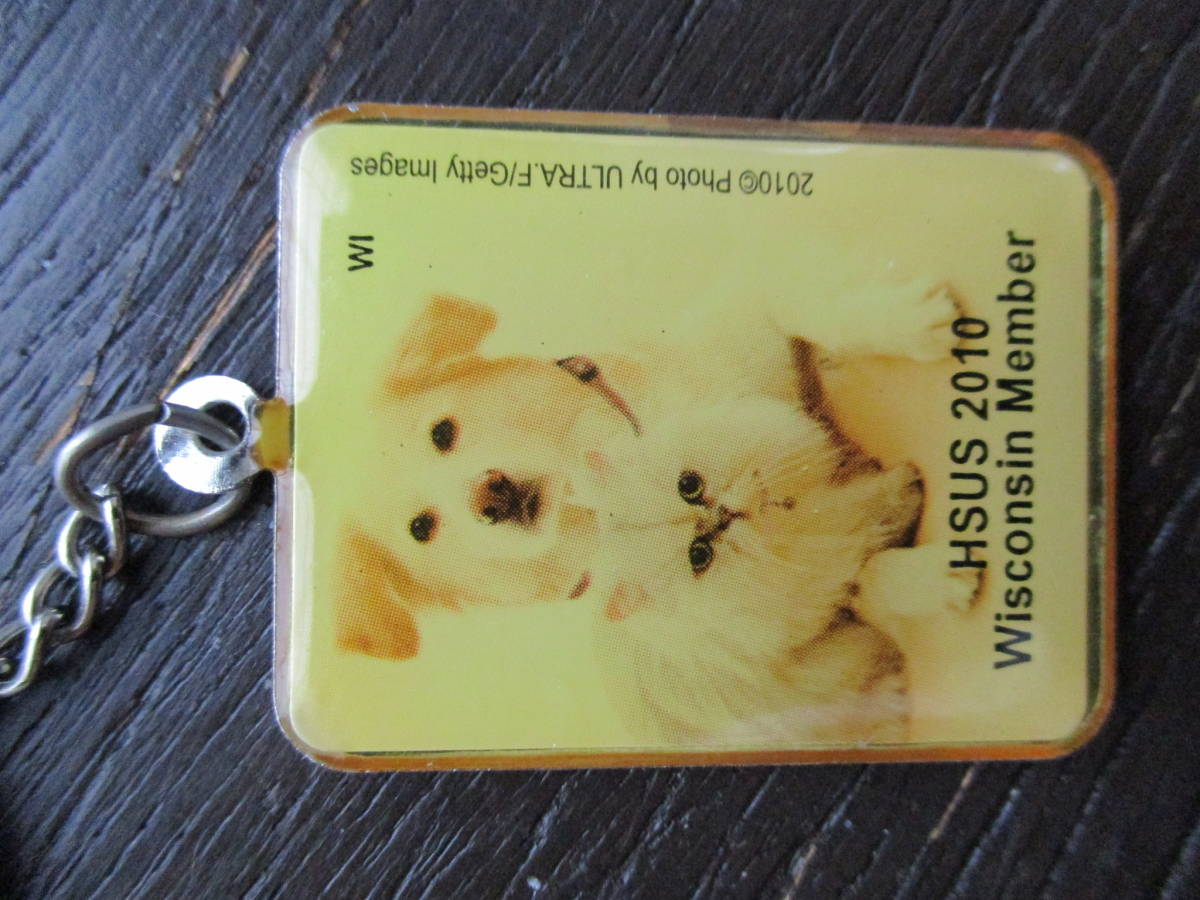 WI
2010© Photo by ULTRA.F/Getty Images
HSUS 2010
Wisconsin Member